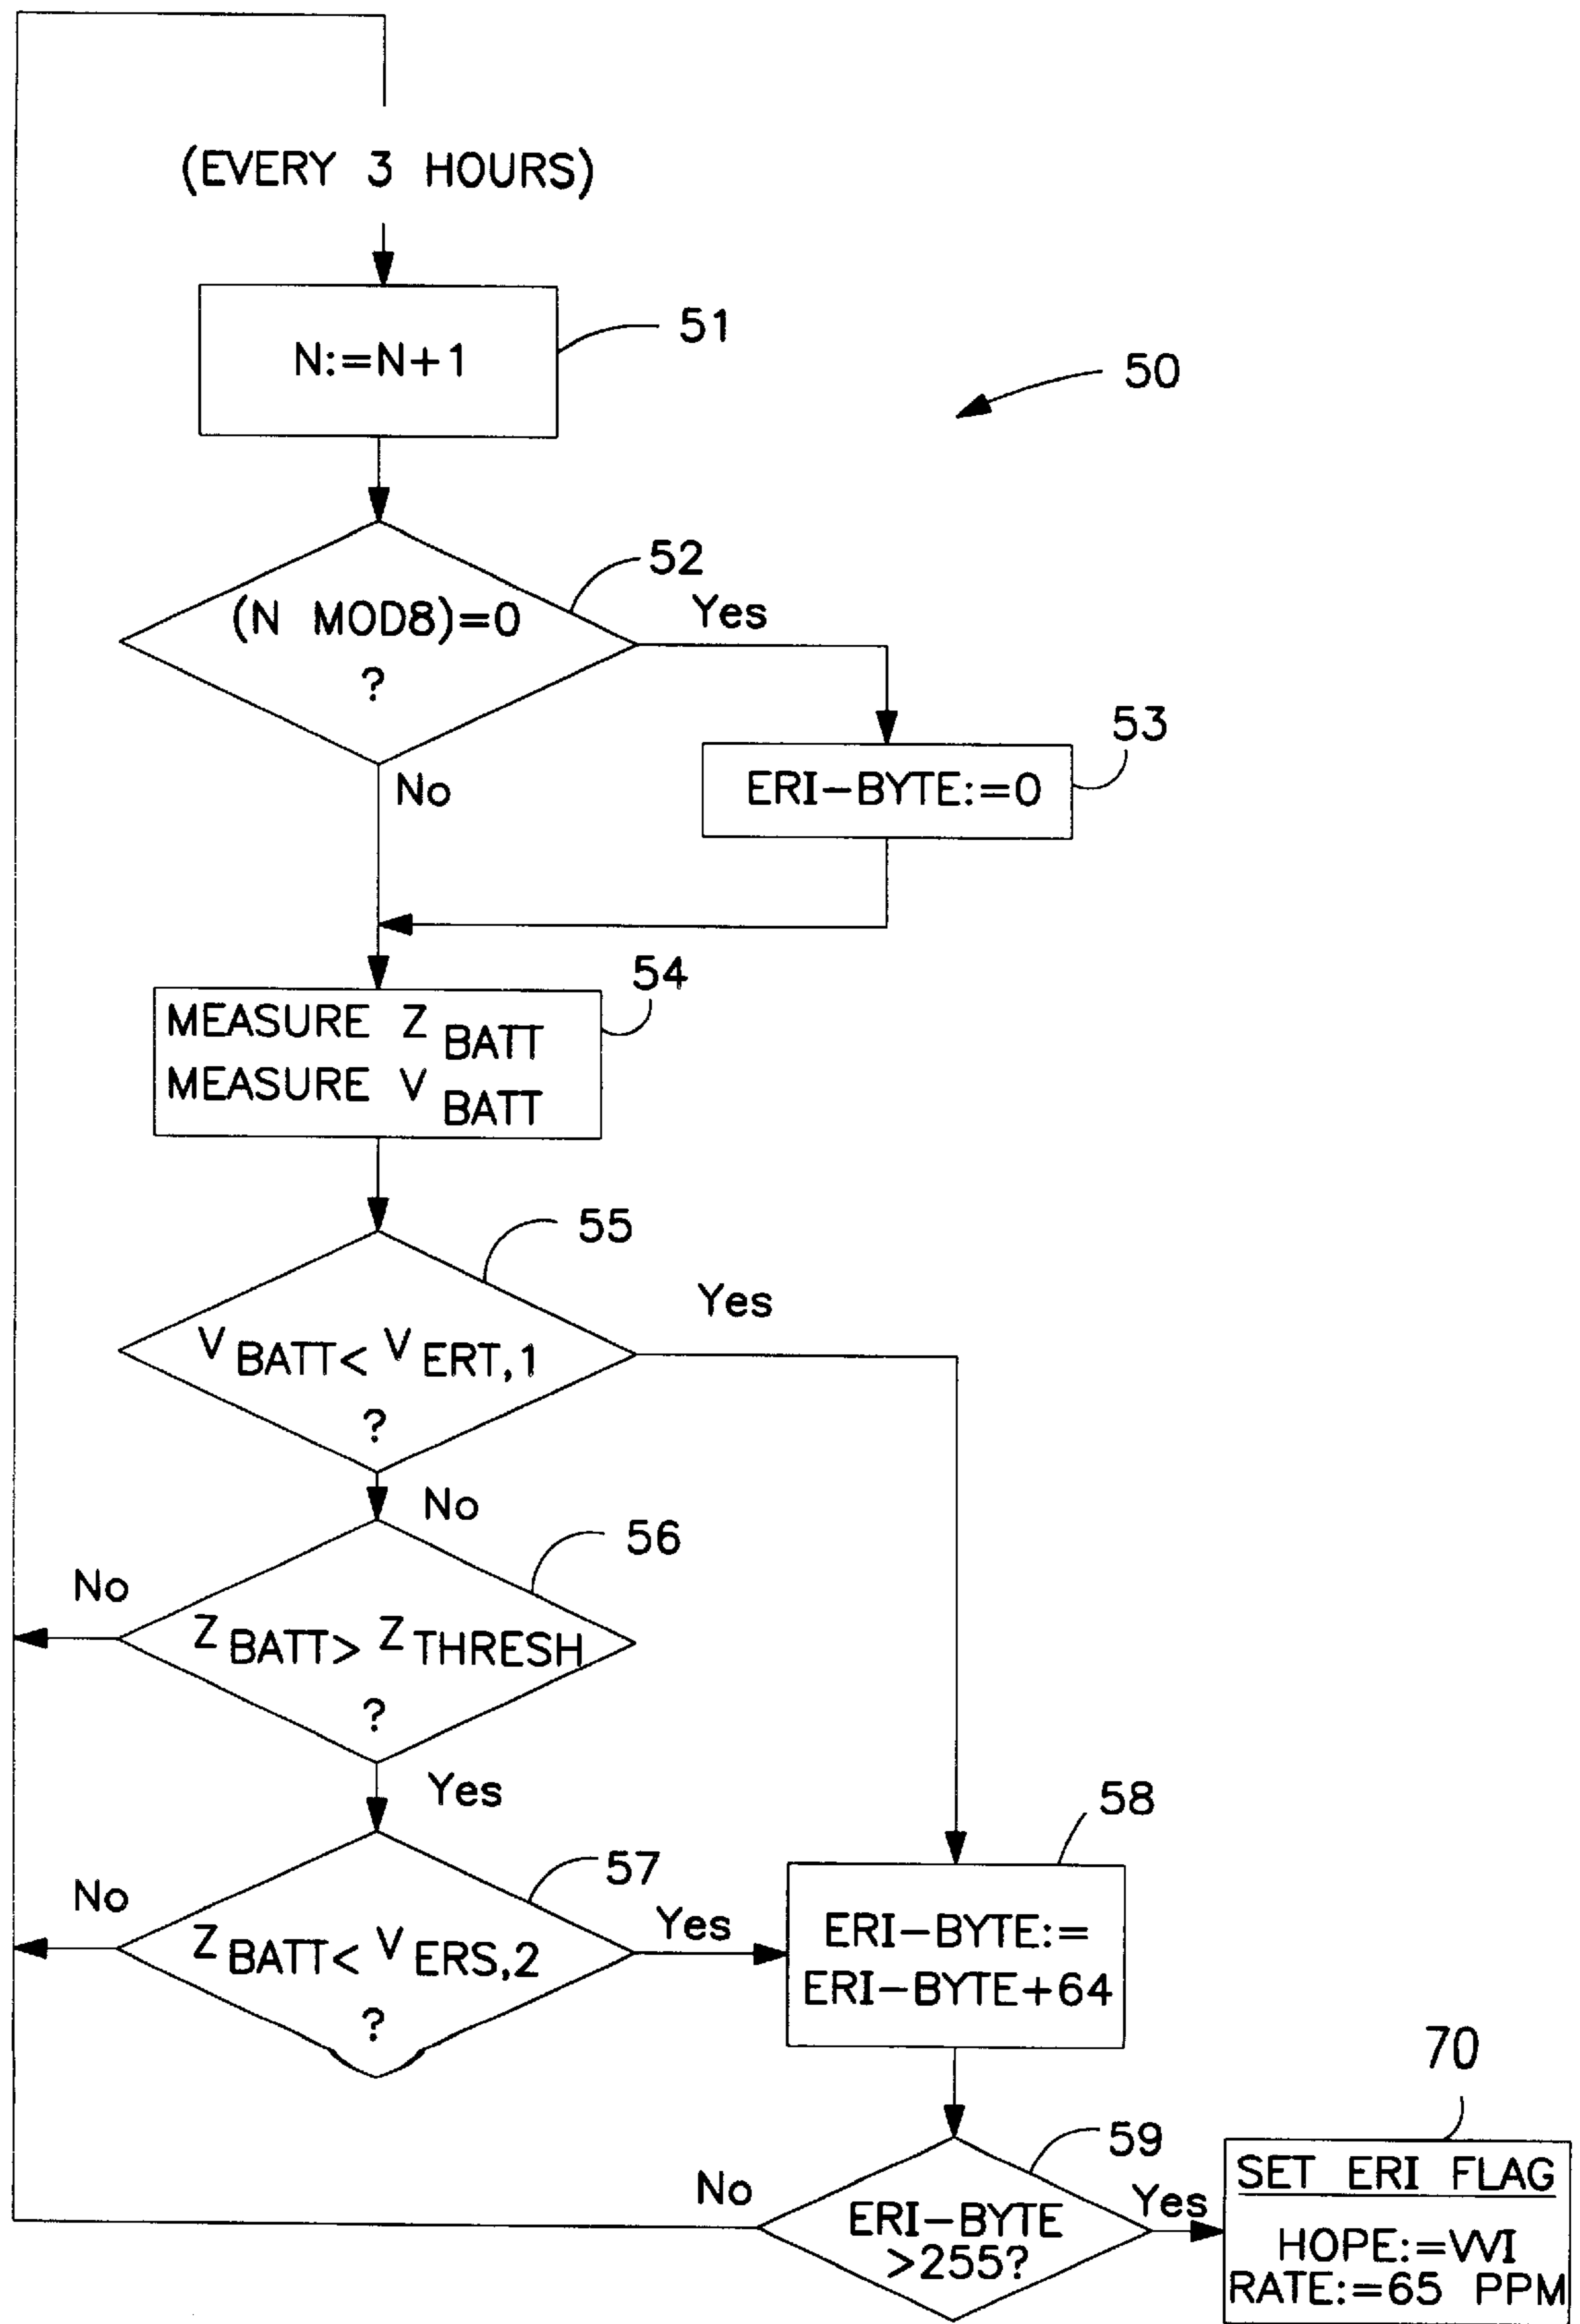 (EVERY 3 HOURS)
N:=N+1
51
50
52
(N MOD8)=0
?
Yes
No
53
ERI-BYTE:=0
54
MEASURE Z BATT
MEASURE V BATT
55
V BATT< V ERT,1
?
Yes
No
56
Z BATT> Z THRESH
?
No
Yes
57
Z BATT< V ERS,2
?
No
Yes
58
ERI-BYTE:=
ERI-BYTE+64
59
ERI-BYTE
>255?
No
Yes
70
SET ERI FLAG
HOPE:=VVI
RATE:=65 PPM